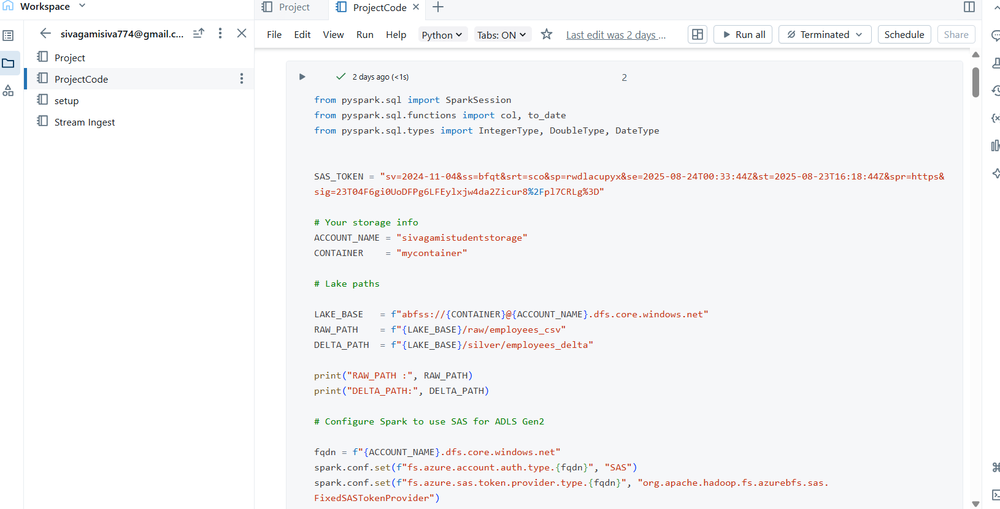 Workspace
Project
ProjectCode
sivagamisiva774@gmail.c...
File Edit View Run Help Python Tabs: ON Last edit was 2 days ... Run all Terminated Schedule Share
Project
ProjectCode
setup
Stream Ingest
2 days ago (<1s)
2
from pyspark.sql import SparkSession
from pyspark.sql.functions import col, to_date
from pyspark.sql.types import IntegerType, DoubleType, DateType
SAS_TOKEN = "sv=2024-11-04&ss=bfqt&srt=sco&sp=rwdlacupyx&se=2025-08-24T00:33:44Z&st=2025-08-23T16:18:44Z&spr=https&
sig=23T04F6gi0UoDFPg6LFEylxjw4da2Zicur8%2Fpl7CRLg%3D"
# Your storage info
ACCOUNT_NAME = "sivagamistudentstorage"
CONTAINER    = "mycontainer"
# Lake paths
LAKE_BASE   = f"abfss://{CONTAINER}@{ACCOUNT_NAME}.dfs.core.windows.net"
RAW_PATH    = f"{LAKE_BASE}/raw/employees_csv"
DELTA_PATH  = f"{LAKE_BASE}/silver/employees_delta"
print("RAW_PATH :", RAW_PATH)
print("DELTA_PATH:", DELTA_PATH)
# Configure Spark to use SAS for ADLS Gen2
fqdn = f"{ACCOUNT_NAME}.dfs.core.windows.net"
spark.conf.set(f"fs.azure.account.auth.type.{fqdn}", "SAS")
spark.conf.set(f"fs.azure.sas.token.provider.type.{fqdn}", "org.apache.hadoop.fs.azurebfs.sas.
FixedSASTokenProvider")